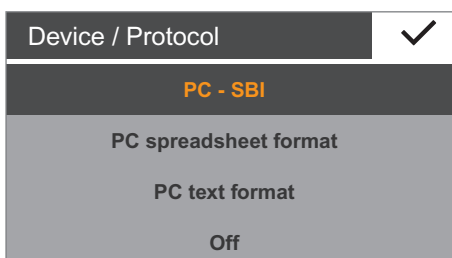 Device / Protocol
PC - SBI
PC spreadsheet format
PC text format
Off